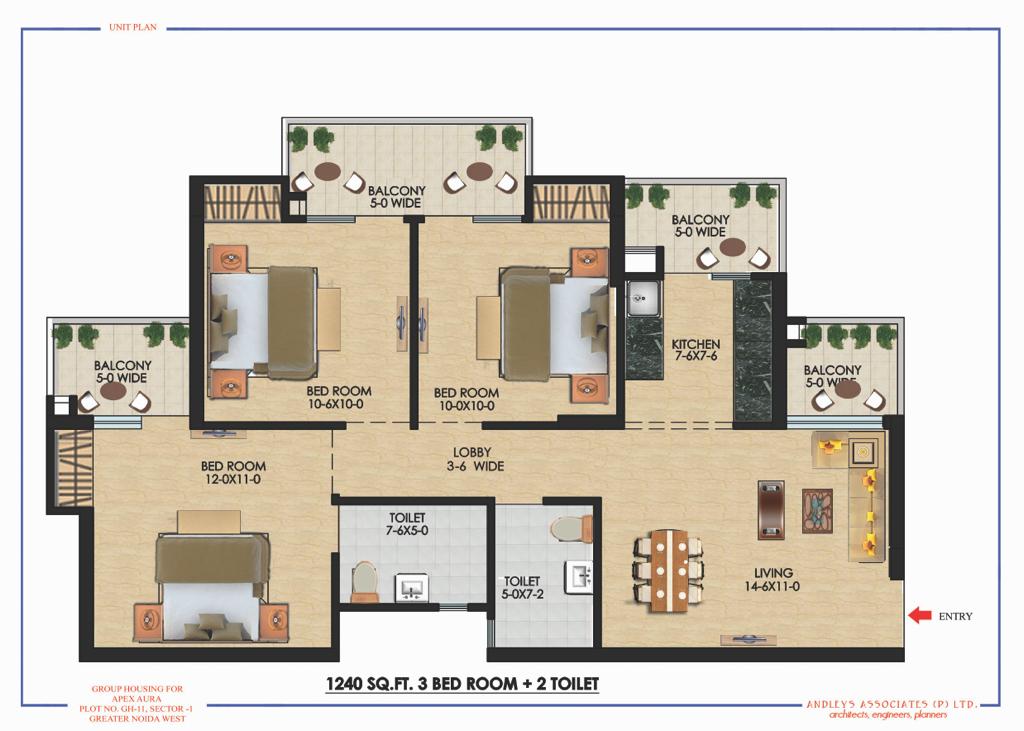 UNIT PLAN
BALCONY
5-0 WIDE
BALCONY
5-0 WIDE
BALCONY
5-0 WIDE
BALCONY
5-0 WIDE
KITCHEN
7-6X7-6
BED ROOM
10-6X10-0
BED ROOM
10-0X10-0
LOBBY
3-6 WIDE
BED ROOM
12-0X11-0
TOILET
7-6X5-0
TOILET
5-0X7-2
LIVING
14-6X11-0
ENTRY
1240 SQ.FT. 3 BED ROOM + 2 TOILET
GROUP HOUSING FOR
APEX AURA
PLOT NO. GH-11, SECTOR -1
GREATER NOIDA WEST
ANDLEYS ASSOCIATES (P) LTD.
architects, engineers, planners